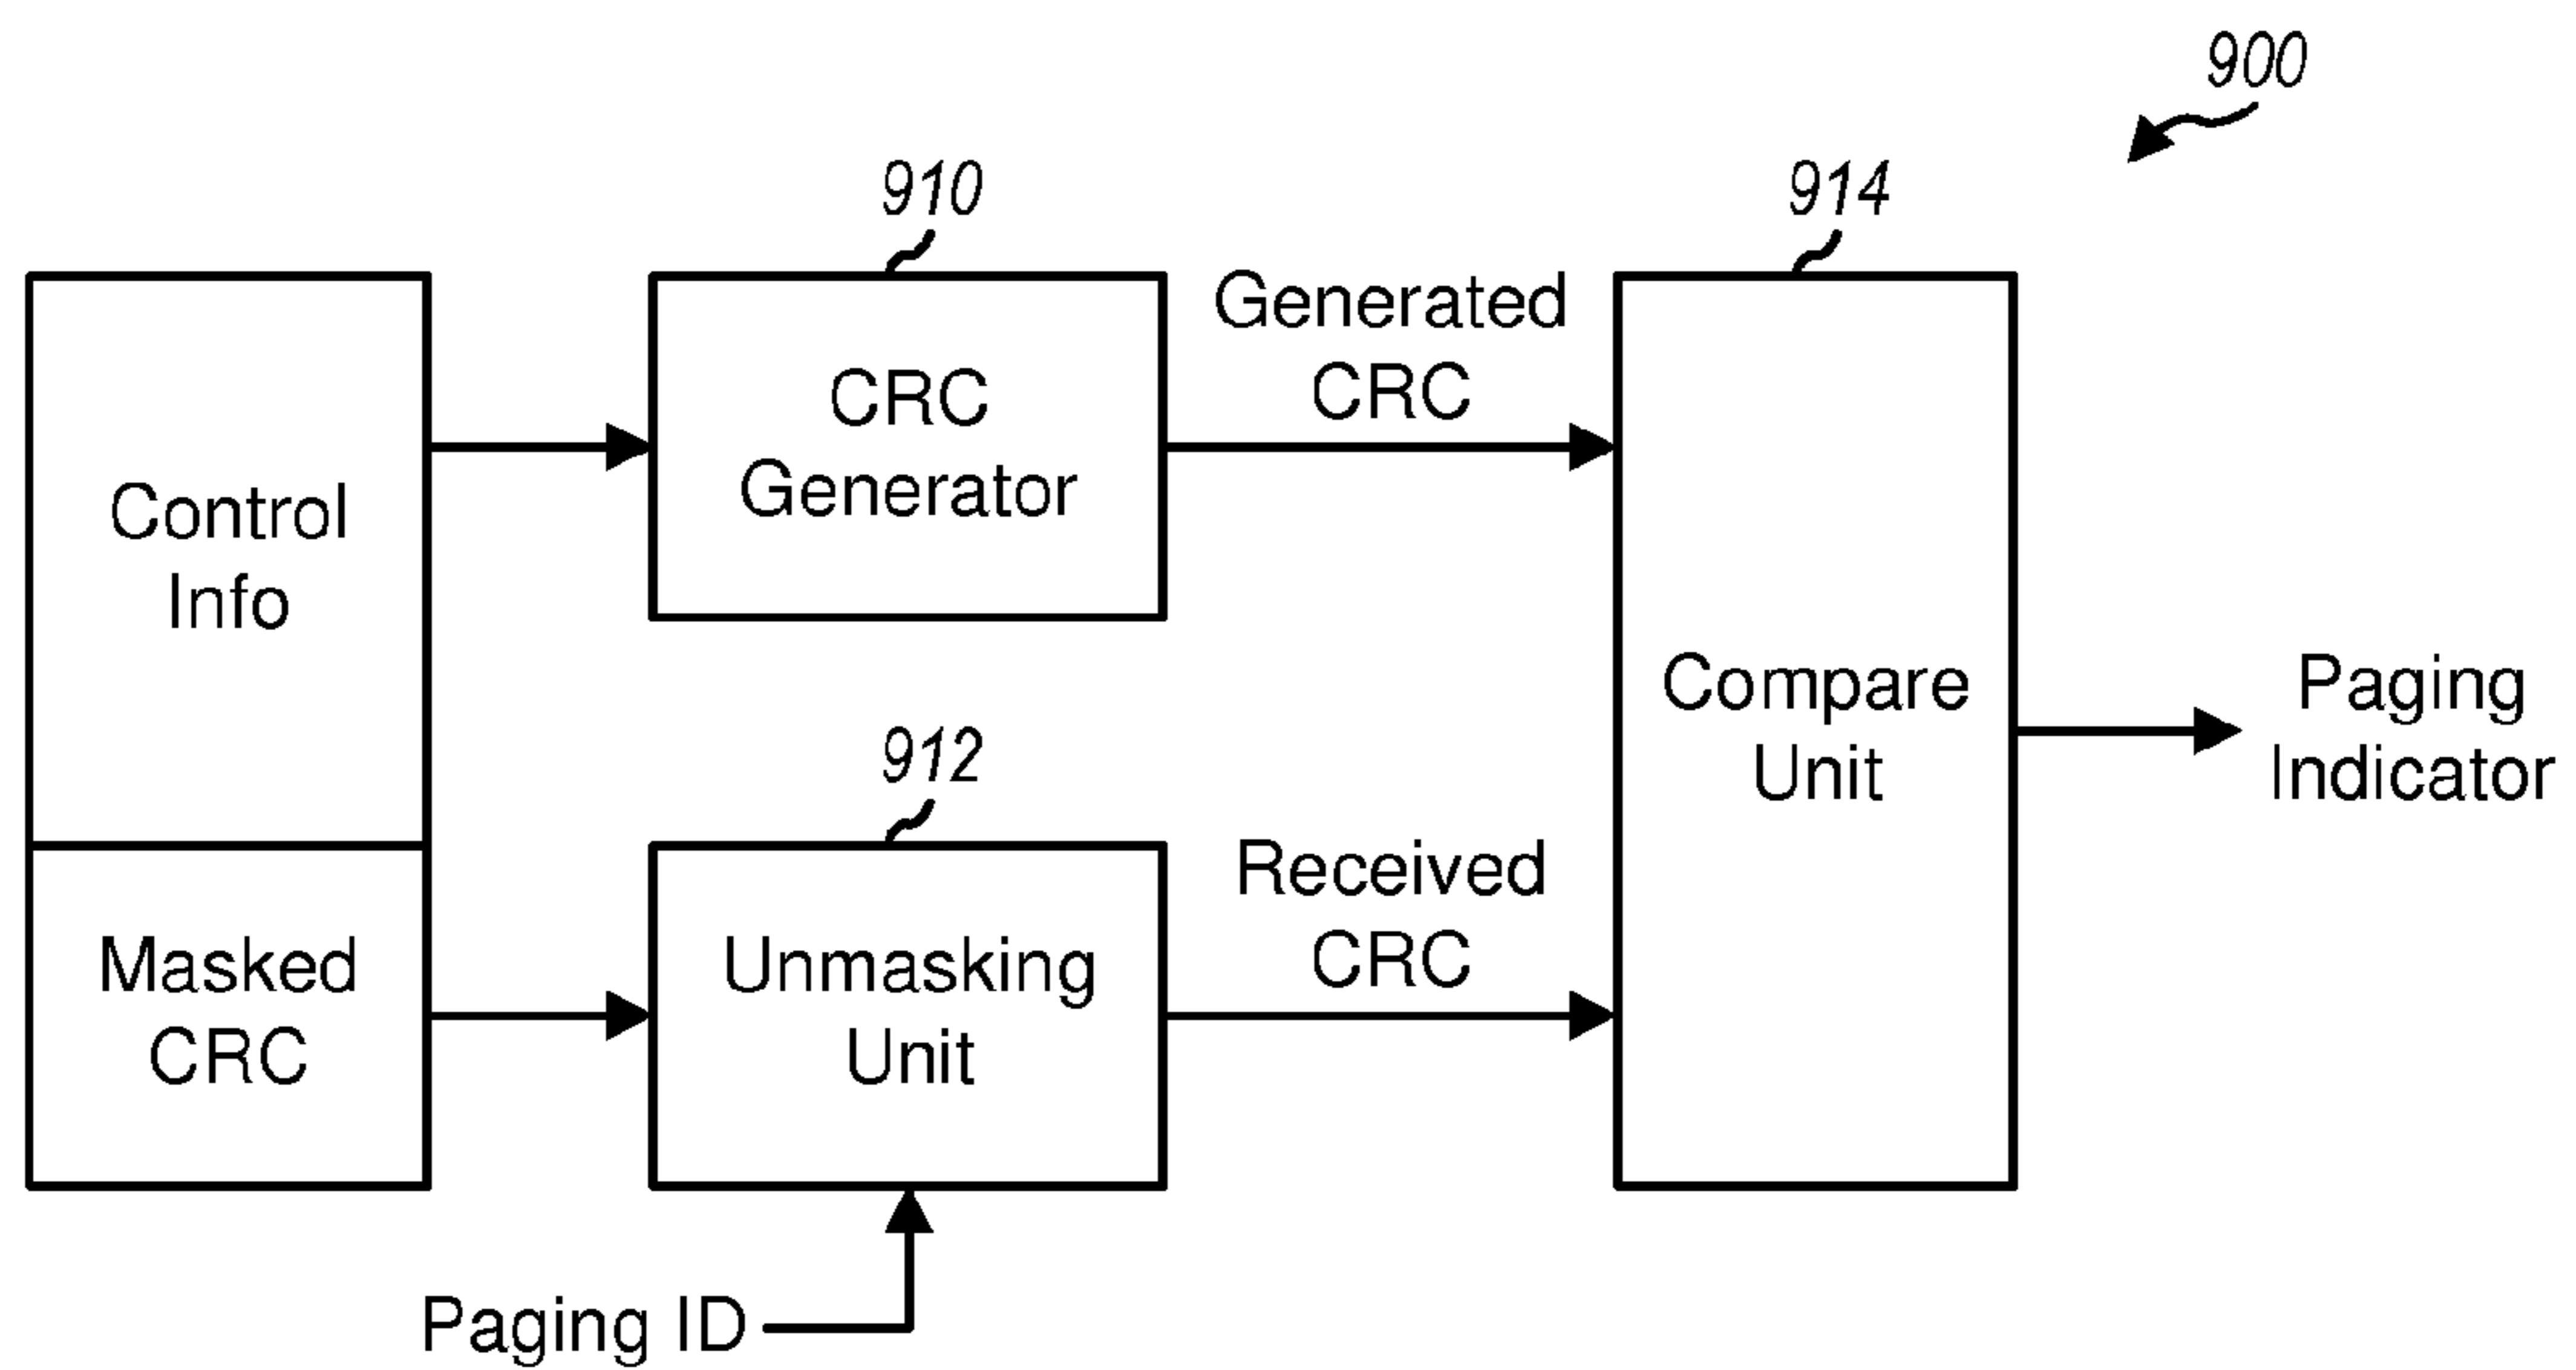 900
910
914
Control
Info
CRC
Generator
Generated
CRC
Compare
Unit
Paging
Indicator
912
Masked
CRC
Unmasking
Unit
Received
CRC
Paging ID